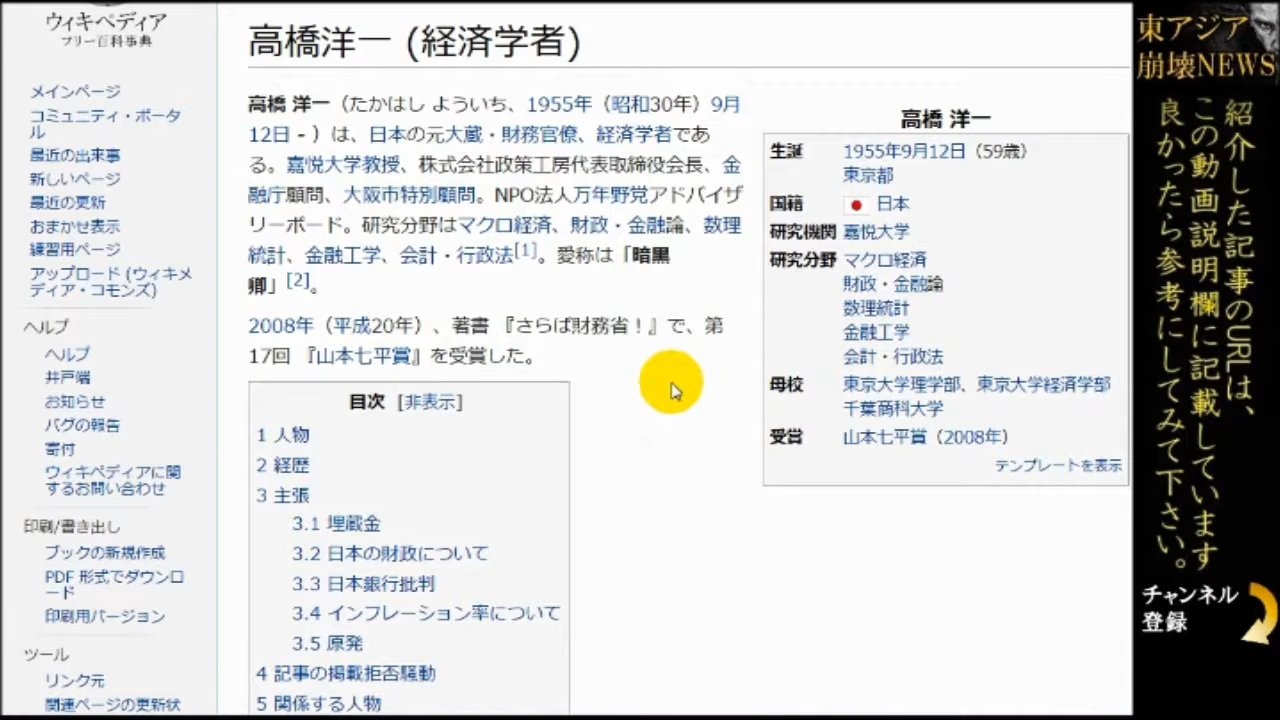 ウィキペディア
フリー百科事典
メインページ
コミュニティ・ポータ
ル
最近の出来事
新しいページ
最近の更新
おまかせ表示
練習用ページ
アップロード (ウィキメ
ディア・コモンズ)
ヘルプ
ヘルプ
井戸端
お知らせ
バグの報告
寄付
ウィキペディアに関
するお問い合わせ
印刷/書き出し
ブックの新規作成
PDF 形式でダウンロ
ード
印刷用バージョン
ツール
リンク元
関連ページの更新状
高橋洋一 (経済学者)
高橋 洋一（たかはし よういち、1955年（昭和30年）9月
12日 - ）は、日本の元大蔵・財務官僚、経済学者であ
る。嘉悦大学教授、株式会社政策工房代表取締役会長、金
融庁顧問、大阪市特別顧問。NPO法人万年野党アドバイザ
リーボード。研究分野はマクロ経済、財政・金融論、数理
統計、金融工学、会計・行政法[1]。愛称は「暗黒
卿」[2]。
2008年（平成20年）、著書 『さらば財務省！』で、第
17回 『山本七平賞』を受賞した。
目次 [非表示]
1 人物
2 経歴
3 主張
3.1 埋蔵金
3.2 日本の財政について
3.3 日本銀行批判
3.4 インフレーション率について
3.5 原発
4 記事の掲載拒否騒動
5 関係する人物
高橋 洋一
生誕 1955年9月12日（59歳）
東京都
国籍 日本
研究機関 嘉悦大学
研究分野 マクロ経済
財政・金融論
数理統計
金融工学
会計・行政法
母校 東京大学理学部、東京大学経済学部
千葉商科大学
受賞 山本七平賞（2008年）
テンプレートを表示
東アジア
崩壊NEWS
紹介した記事のURLは、
この動画説明欄に記載しています
良かったら参考にしてみて下さい。
チャンネル
登録